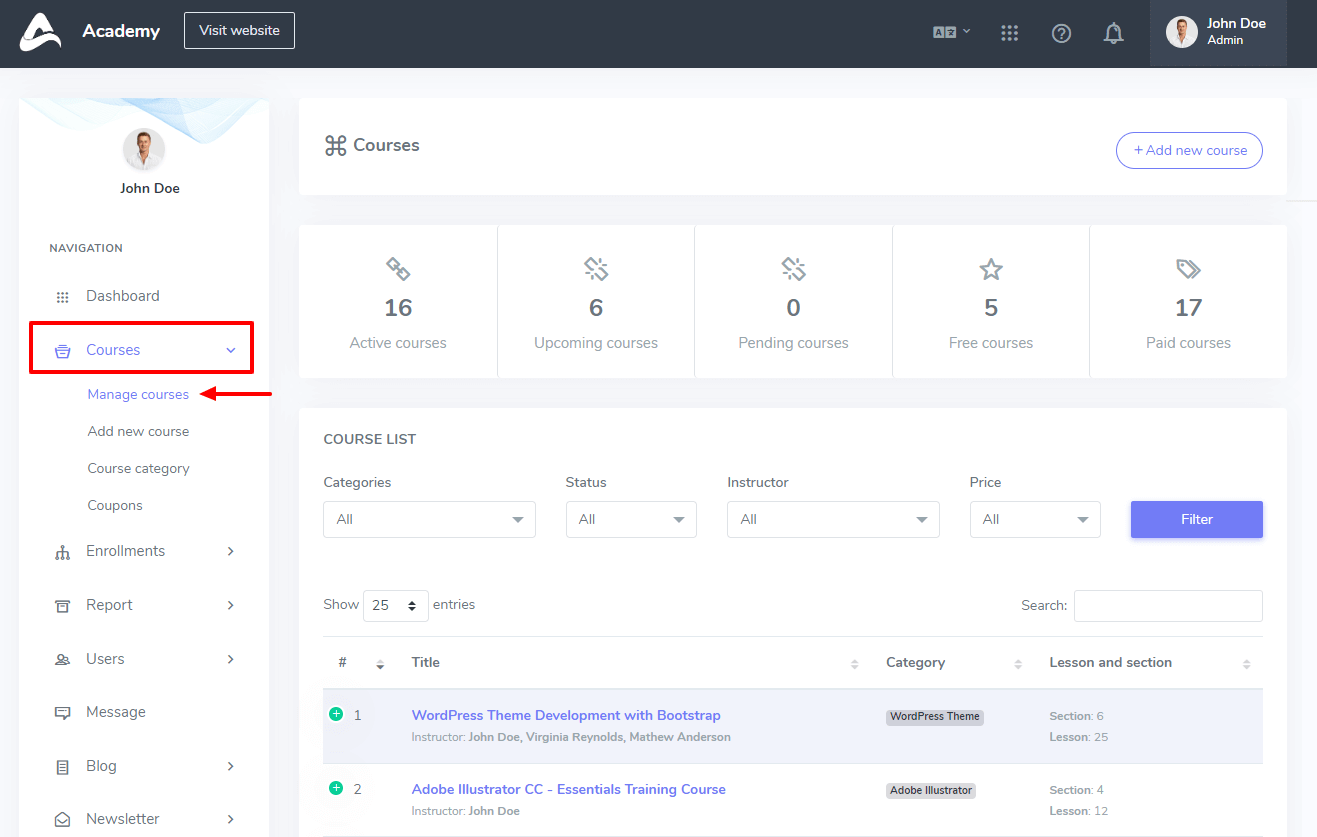 Academy
Visit website
John Doe
Admin
John Doe
NAVIGATION
Dashboard
Courses
Manage courses
Add new course
Course category
Coupons
Enrollments
Report
Users
Message
Blog
Newsletter
Courses
+ Add new course
16
Active courses
6
Upcoming courses
0
Pending courses
5
Free courses
17
Paid courses
COURSE LIST
Categories Status Instructor Price
All All All All Filter
Show 25 entries Search:
# Title Category Lesson and section
1 WordPress Theme Development with Bootstrap WordPress Theme Section: 6
Instructor: John Doe, Virginia Reynolds, Mathew Anderson Lesson: 25
2 Adobe Illustrator CC - Essentials Training Course Adobe Illustrator Section: 4
Instructor: John Doe Lesson: 12